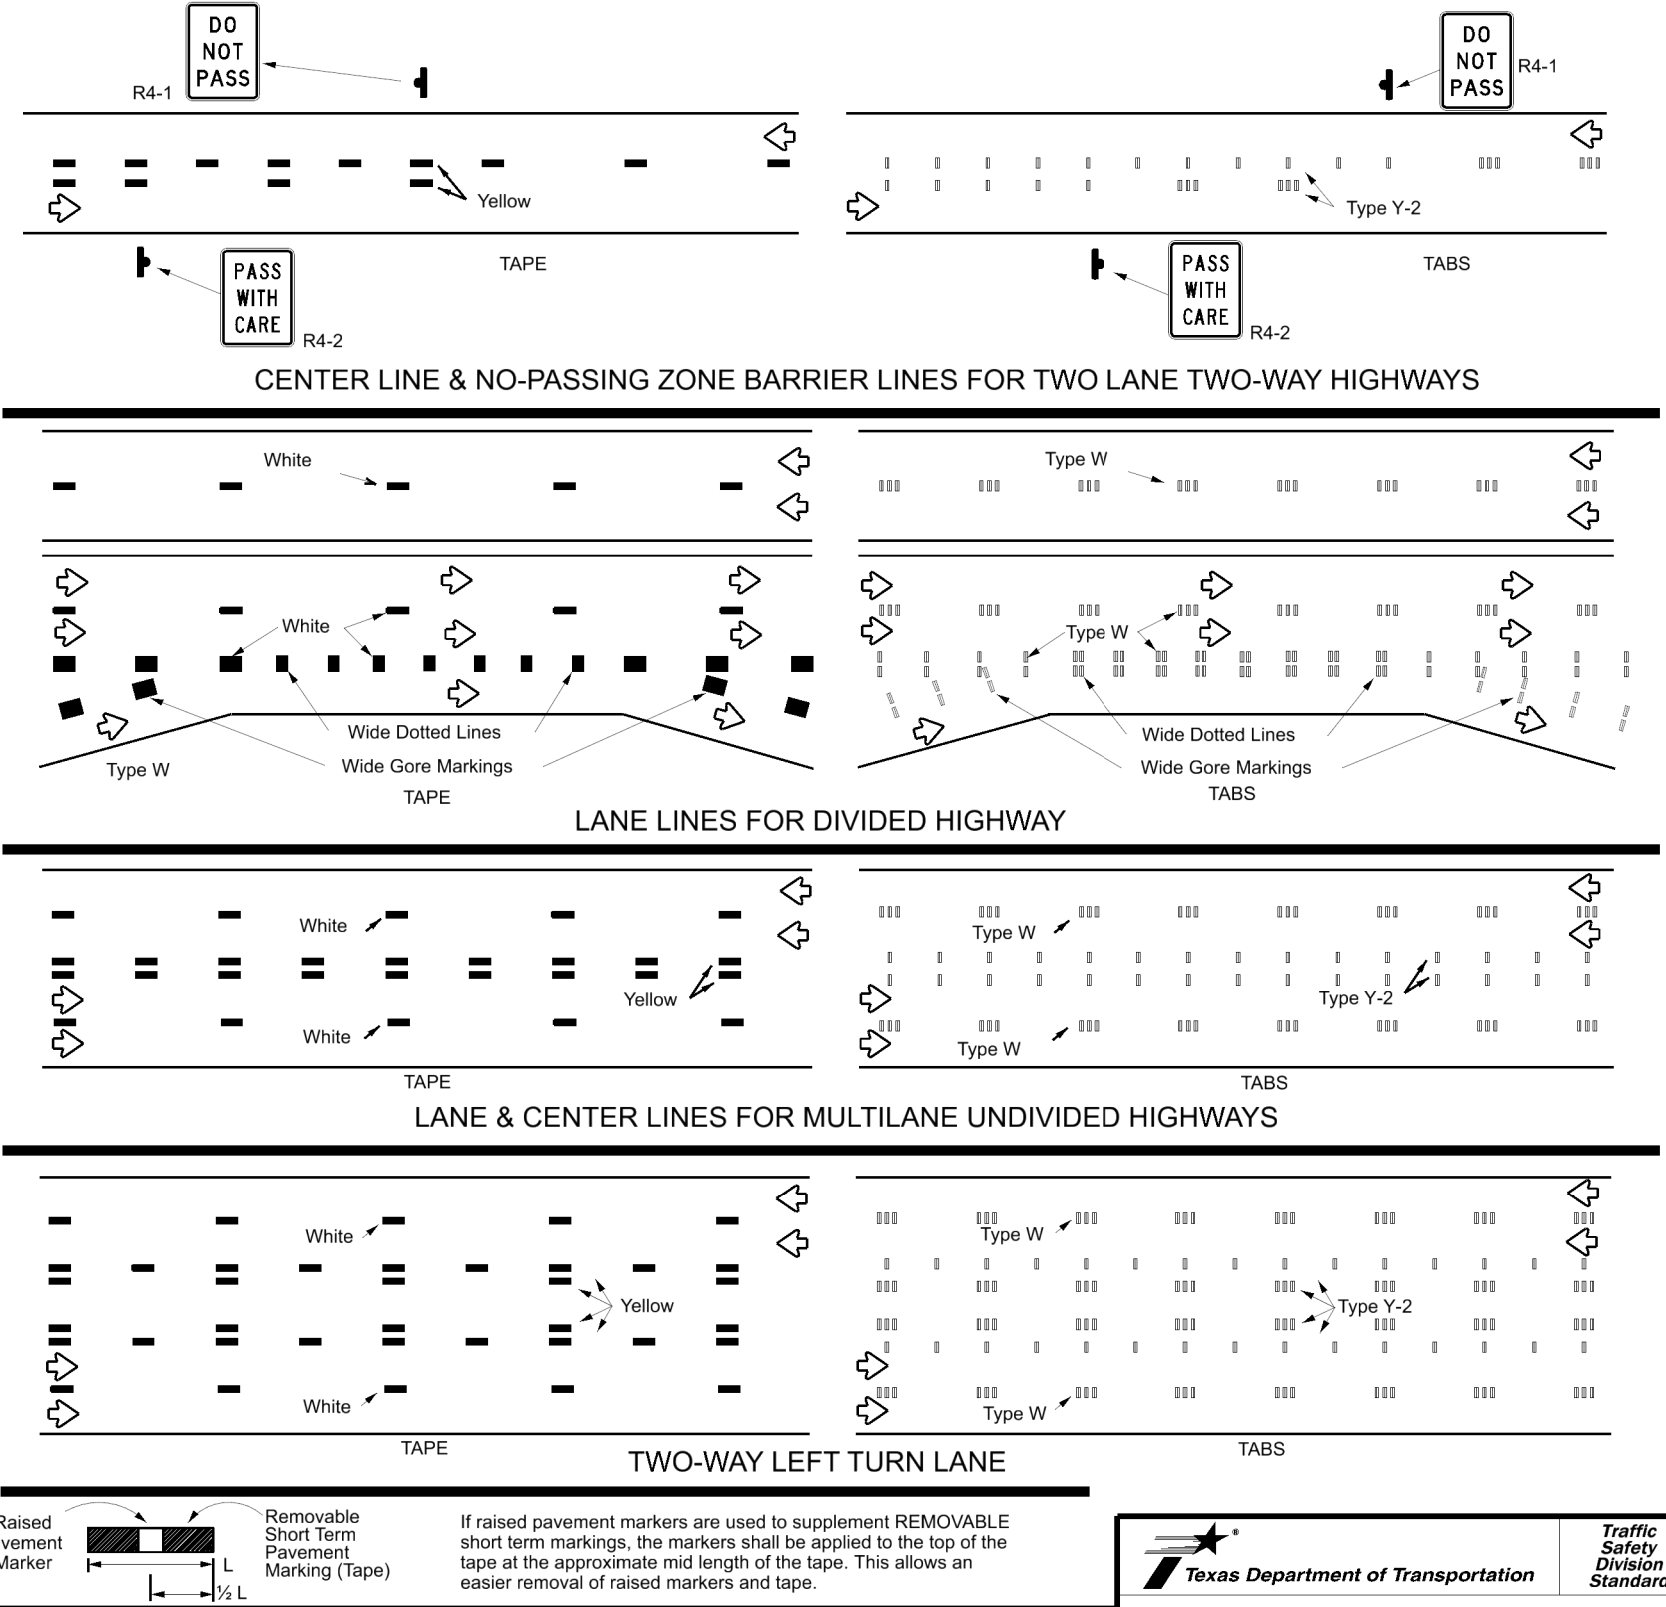 DO
NOT
PASS
R4-1
DO
NOT
PASS
R4-1
Yellow
Type Y-2
PASS
WITH
CARE
R4-2
TAPE
PASS
WITH
CARE
R4-2
TABS
CENTER LINE & NO-PASSING ZONE BARRIER LINES FOR TWO LANE TWO-WAY HIGHWAYS
White
Type W
White
Type W
Wide Dotted Lines
Wide Gore Markings
Type W
TAPE
Wide Dotted Lines
Wide Gore Markings
TABS
LANE LINES FOR DIVIDED HIGHWAY
White
Type W
Yellow
Type Y-2
White
Type W
TAPE
TABS
LANE & CENTER LINES FOR MULTILANE UNDIVIDED HIGHWAYS
White
Type W
Yellow
Type Y-2
White
Type W
TAPE
TABS
TWO-WAY LEFT TURN LANE
Raised
vement
Marker
L
½ L
Removable
Short Term
Pavement
Marking (Tape)
If raised pavement markers are used to supplement REMOVABLE
short term markings, the markers shall be applied to the top of the
tape at the approximate mid length of the tape. This allows an
easier removal of raised markers and tape.
®
Texas Department of Transportation
Traffic
Safety
Division
Standard